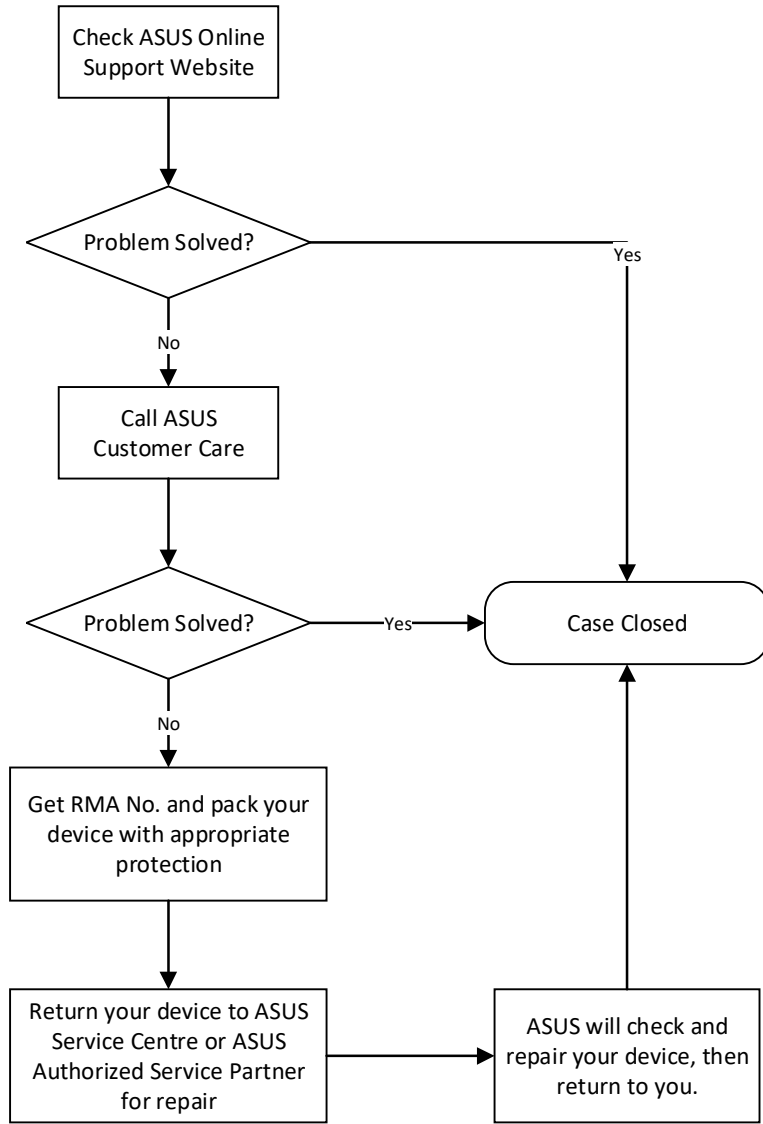 Check ASUS Online
Support Website
Problem Solved?
Yes
No
Call ASUS
Customer Care
Problem Solved?
Yes
Case Closed
No
Get RMA No. and pack your
device with appropriate
protection
Return your device to ASUS
Service Centre or ASUS
Authorized Service Partner
for repair
ASUS will check and
repair your device, then
return to you.